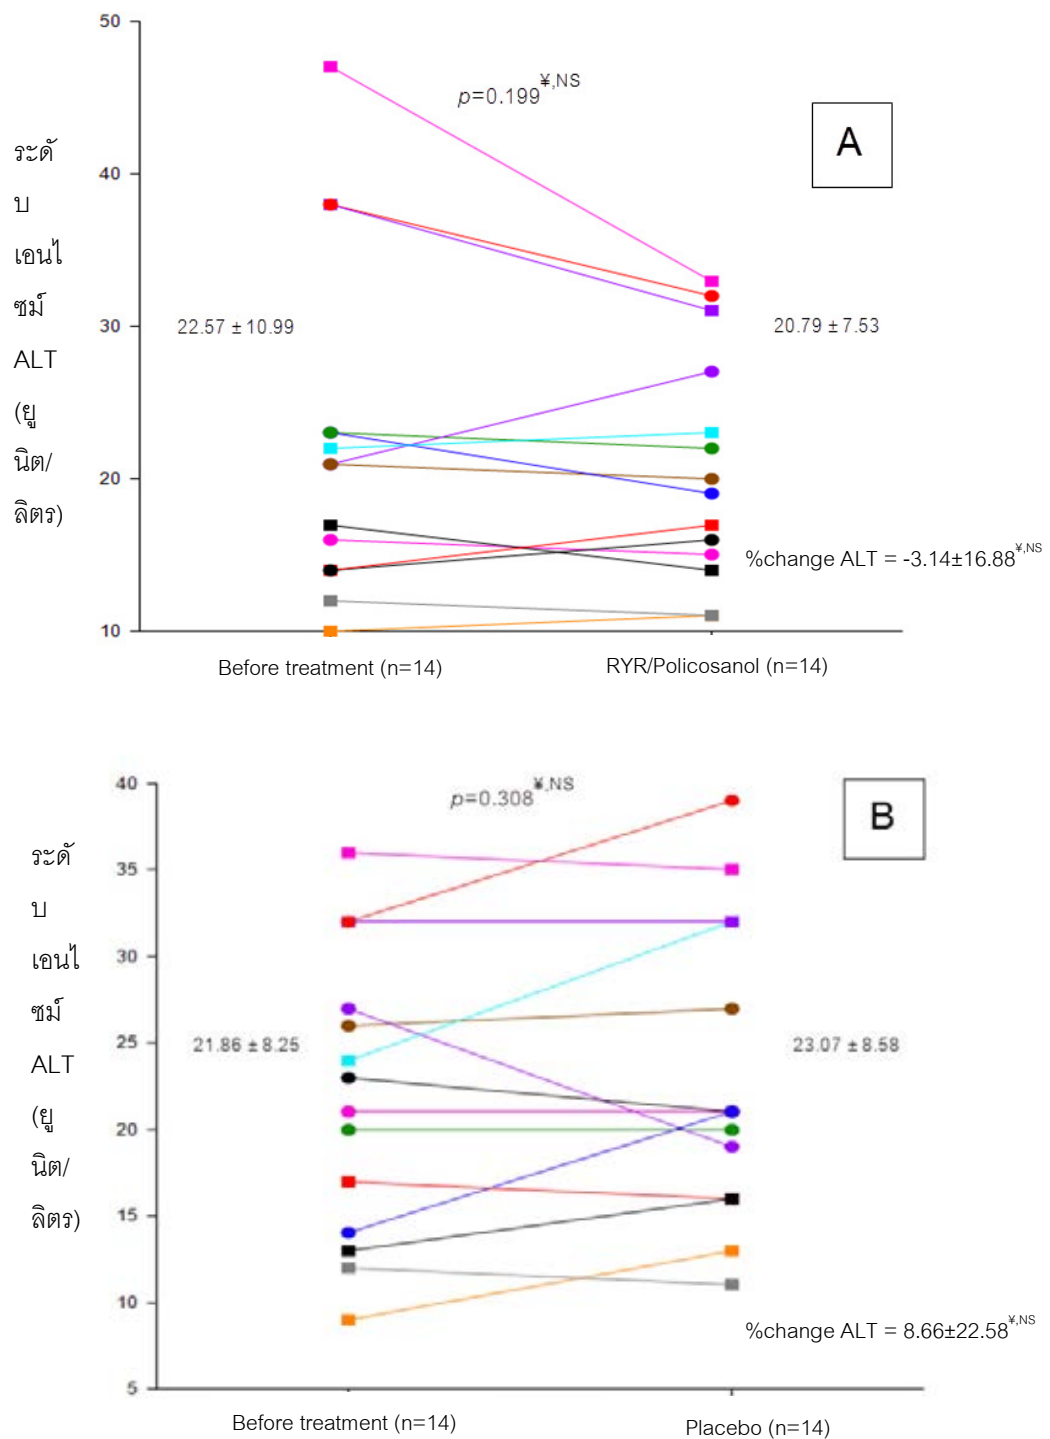 50
p=0.199¥,NS
A
40
ระดั
บ
เอนไ
ซม์
ALT
(ยู
นิต/
ลิตร)
30
22.57 ± 10.99
20.79 ± 7.53
20
%change ALT = -3.14±16.88¥,NS
10
Before treatment (n=14)
RYR/Policosanol (n=14)
40
p=0.308¥,NS
B
ระดั
บ
เอนไ
ซม์
ALT
(ยู
นิต/
ลิตร)
35
30
25
21.86 ± 8.25
23.07 ± 8.58
20
15
10
%change ALT = 8.66±22.58¥,NS
5
Before treatment (n=14)
Placebo (n=14)